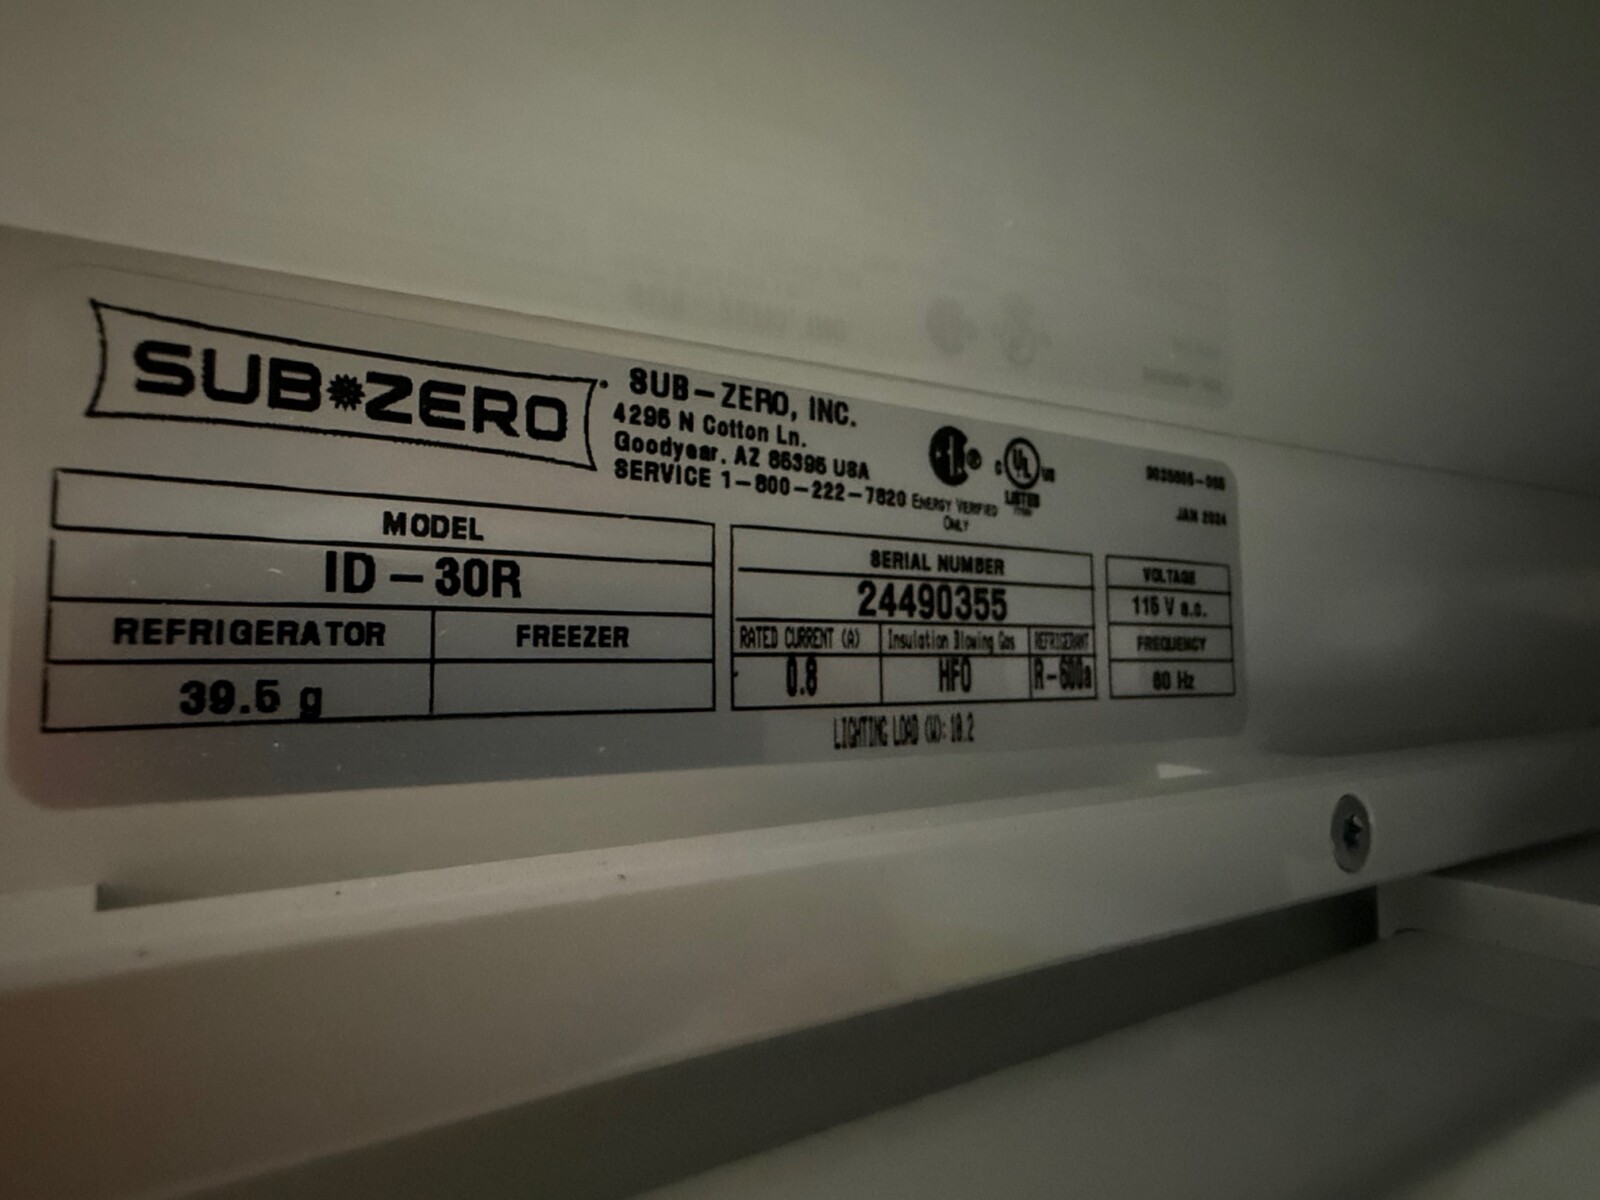 SUB-ZERO
SUB-ZERO, INC.
4295 N Cotton Ln.
Goodyear, AZ 85395 USA
SERVICE 1-800-222-7820
ENERGY VERIFIED
ONLY
C UL US
LISTED
JAN 2024
MODEL
ID-30R
REFRIGERATOR FREEZER
39.5 g
SERIAL NUMBER
24490355
RATED CURRENT (A) Insulation Blowing Gas REFRIGERANT
0.8 HFO R-600a
VOLTAGE
115 V a.c.
FREQUENCY
60 Hz
LIGHTING LOAD (W): 10.2